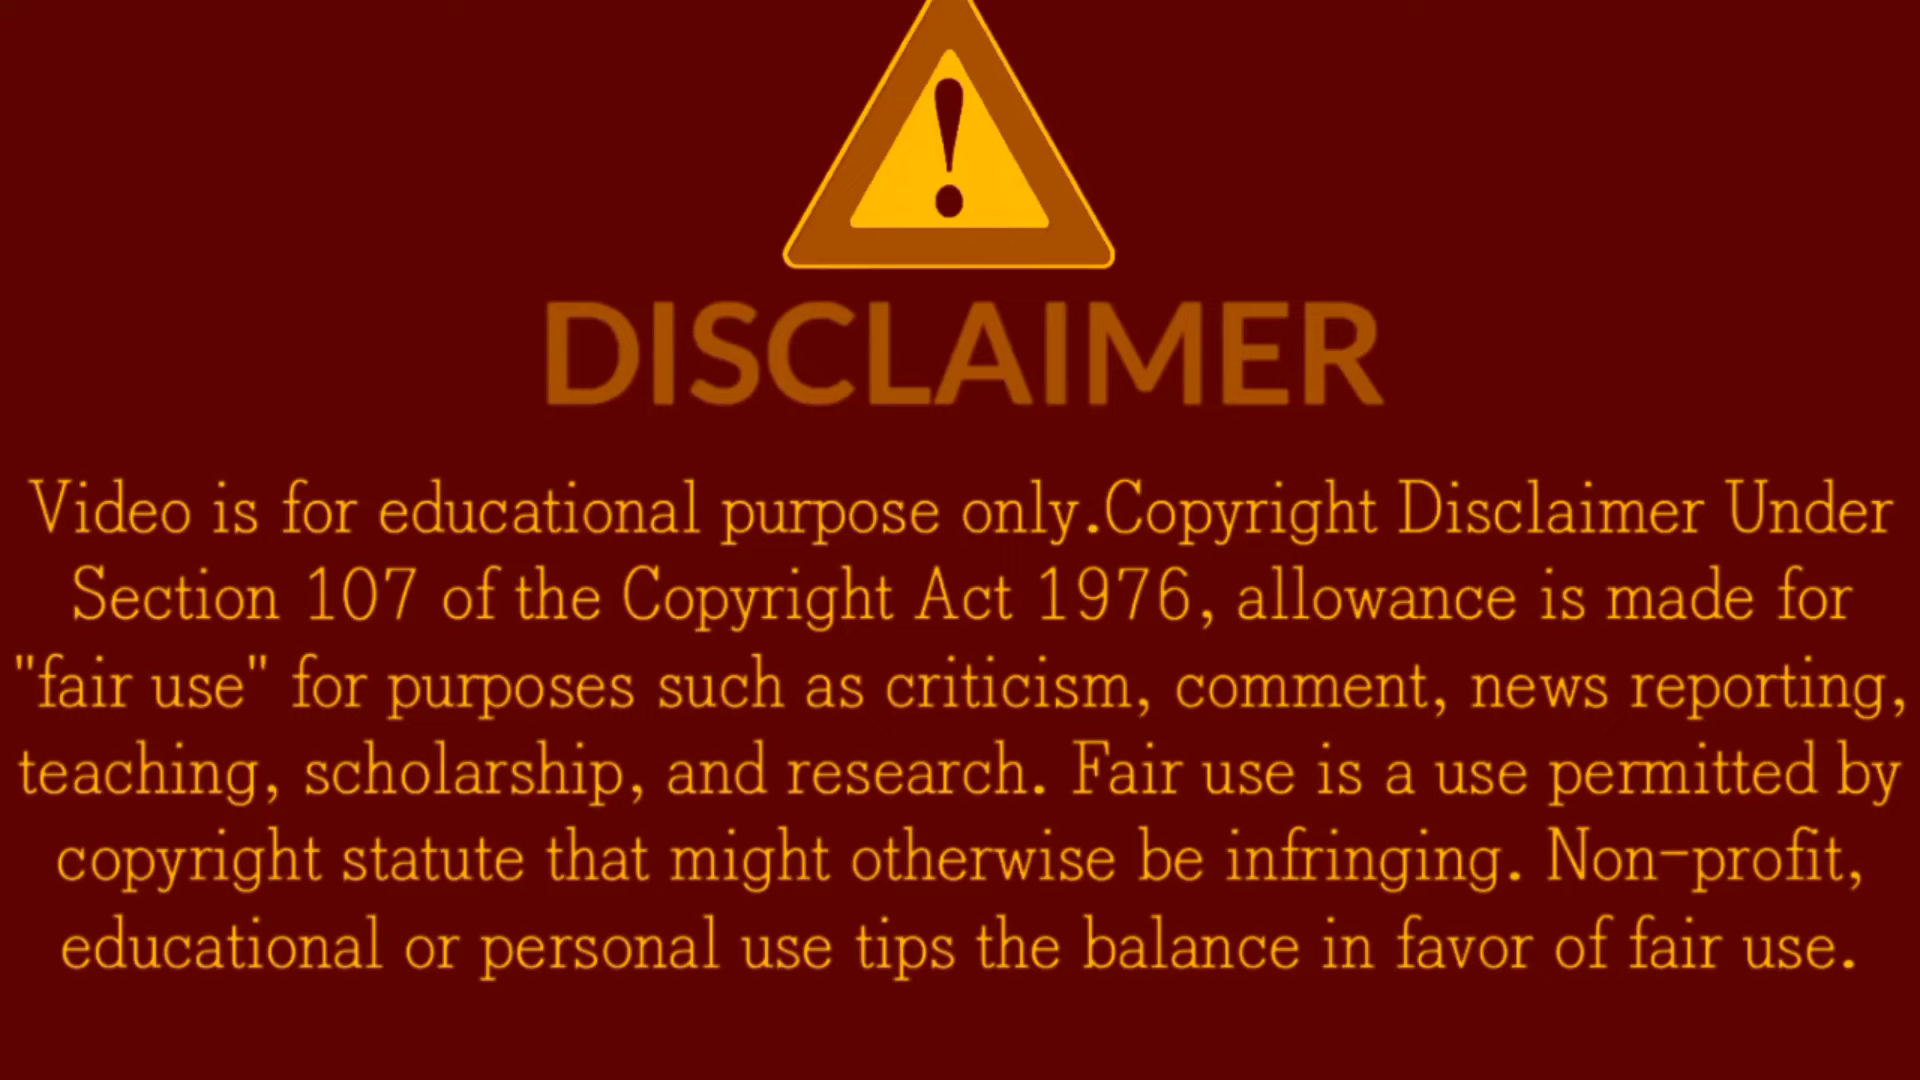 !
DISCLAIMER
Video is for educational purpose only.Copyright Disclaimer Under
Section 107 of the Copyright Act 1976, allowance is made for
"fair use" for purposes such as criticism, comment, news reporting,
teaching, scholarship, and research. Fair use is a use permitted by
copyright statute that might otherwise be infringing. Non-profit,
educational or personal use tips the balance in favor of fair use.